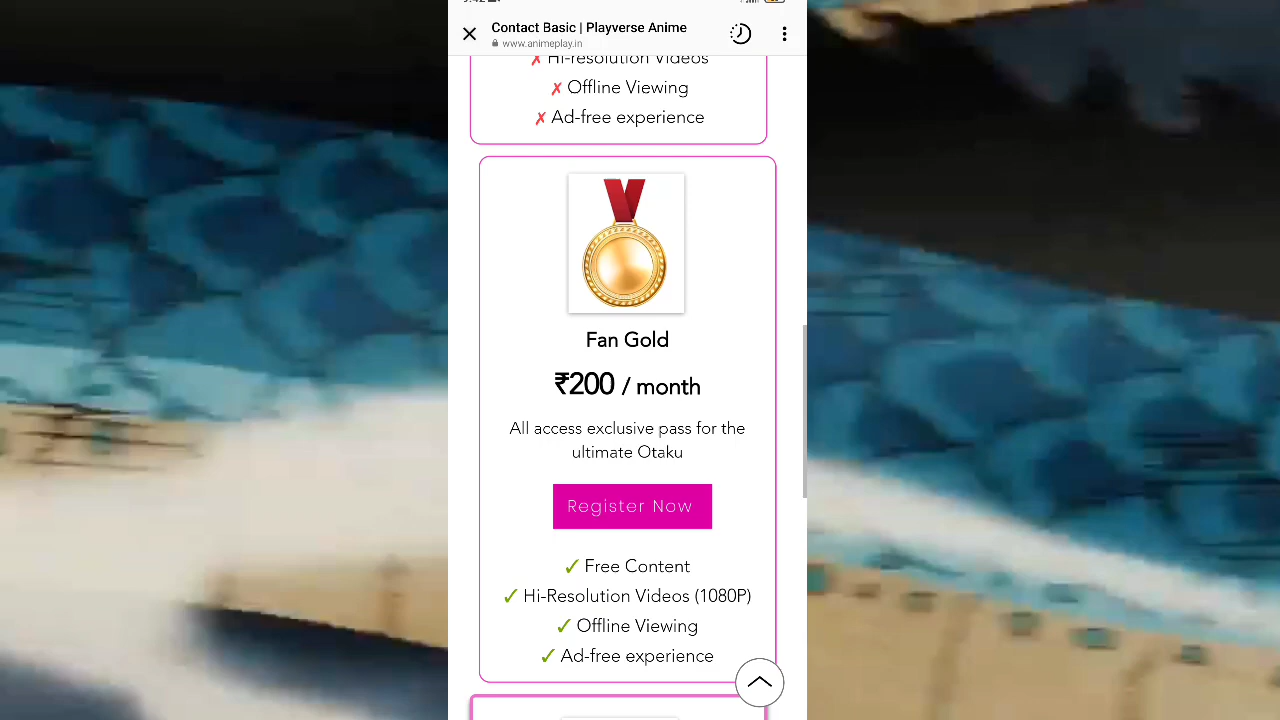 Contact Basic | Playverse Anime
www.animeplay.in
✗ Hi-resolution Videos
✗ Offline Viewing
✗ Ad-free experience
Fan Gold
₹200 / month
All access exclusive pass for the
ultimate Otaku
Register Now
✓ Free Content
✓ Hi-Resolution Videos (1080P)
✓ Offline Viewing
✓ Ad-free experience